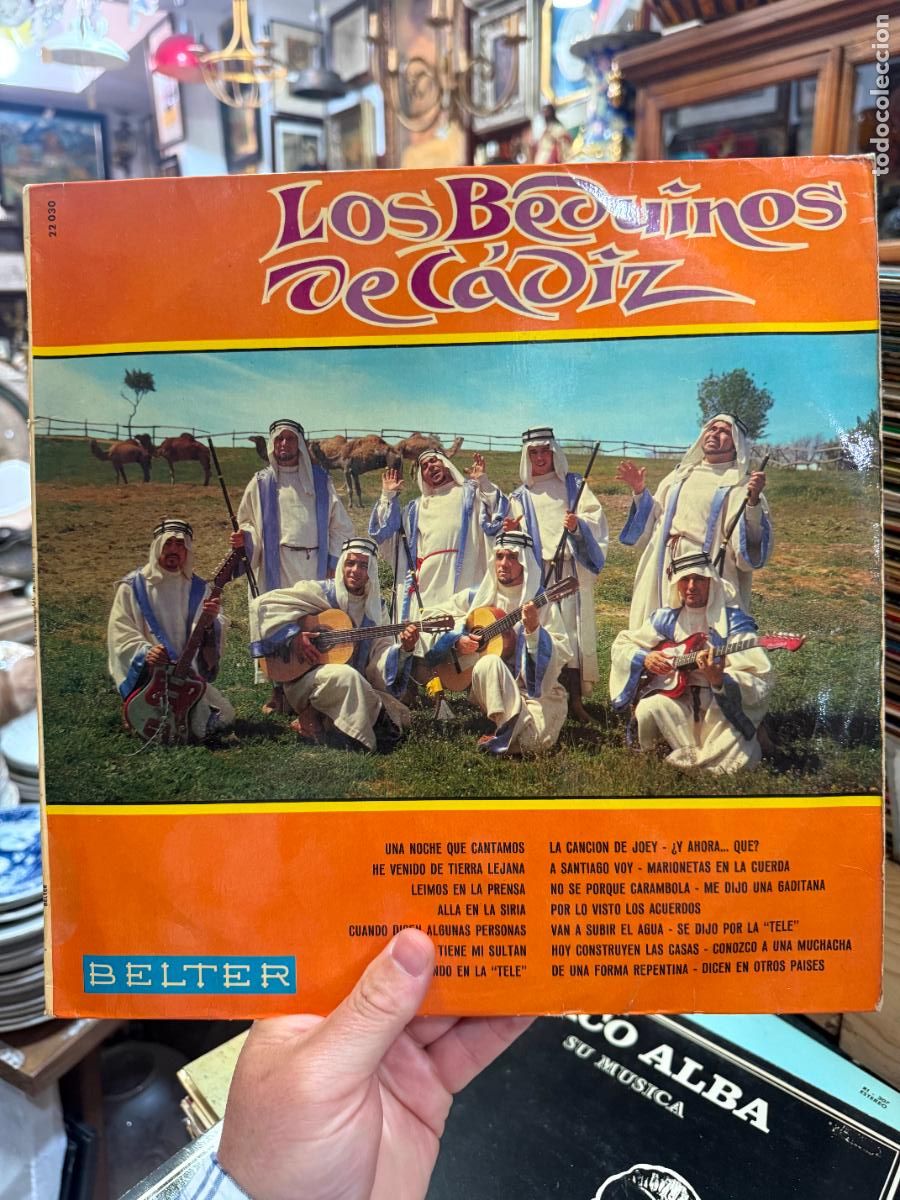 todocoleccion
22 030
Los Beduinos
de Cádiz
UNA NOCHE QUE CANTAMOS
HE VENIDO DE TIERRA LEJANA
LEIMOS EN LA PRENSA
ALLA EN LA SIRIA
CUANDO DICEN ALGUNAS PERSONAS
TIENE MI SULTAN
NDO EN LA "TELE"
LA CANCION DE JOEY - ¿Y AHORA... QUE?
A SANTIAGO VOY - MARIONETAS EN LA CUERDA
NO SE PORQUE CARAMBOLA - ME DIJO UNA GADITANA
POR LO VISTO LOS ACUERDOS
VAN A SUBIR EL AGUA - SE DIJO POR LA "TELE"
HOY CONSTRUYEN LAS CASAS - CONOZCO A UNA MUCHACHA
DE UNA FORMA REPENTINA - DICEN EN OTROS PAISES
BELTER
BELTER
CO ALBA
SU MUSICA
ESTEREO